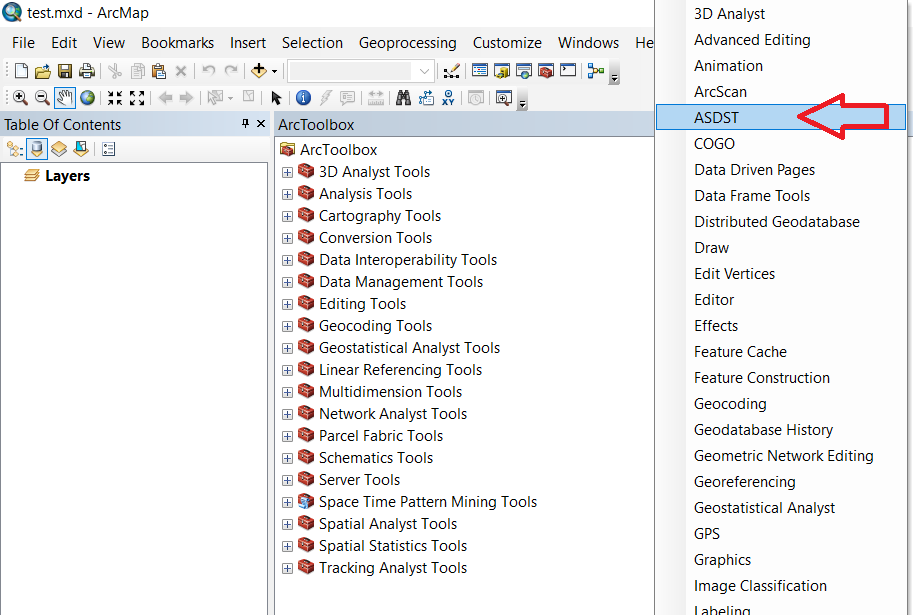 test.mxd - ArcMap
File Edit View Bookmarks Insert Selection Geoprocessing Customize Windows He
Table Of Contents
Layers
ArcToolbox
ArcToolbox
3D Analyst Tools
Analysis Tools
Cartography Tools
Conversion Tools
Data Interoperability Tools
Data Management Tools
Editing Tools
Geocoding Tools
Geostatistical Analyst Tools
Linear Referencing Tools
Multidimension Tools
Network Analyst Tools
Parcel Fabric Tools
Schematics Tools
Server Tools
Space Time Pattern Mining Tools
Spatial Analyst Tools
Spatial Statistics Tools
Tracking Analyst Tools
3D Analyst
Advanced Editing
Animation
ArcScan
ASDST
COGO
Data Driven Pages
Data Frame Tools
Distributed Geodatabase
Draw
Edit Vertices
Editor
Effects
Feature Cache
Feature Construction
Geocoding
Geodatabase History
Geometric Network Editing
Georeferencing
Geostatistical Analyst
GPS
Graphics
Image Classification
Labeling